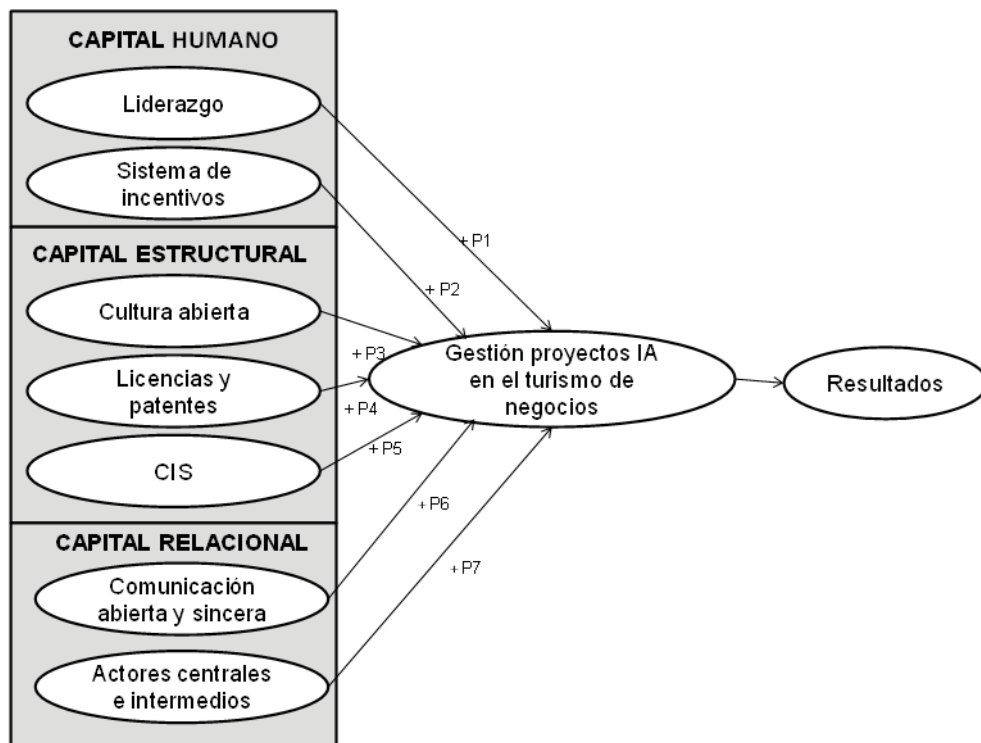 CAPITAL HUMANO
Liderazgo
Sistema de
incentivos
CAPITAL ESTRUCTURAL
Cultura abierta
Licencias y
patentes
CIS
CAPITAL RELACIONAL
Comunicación
abierta y sincera
Actores centrales
e intermedios
+ P1
+ P2
+ P3
+ P4
+ P5
+ P6
+ P7
Gestión proyectos IA
en el turismo de
negocios
Resultados